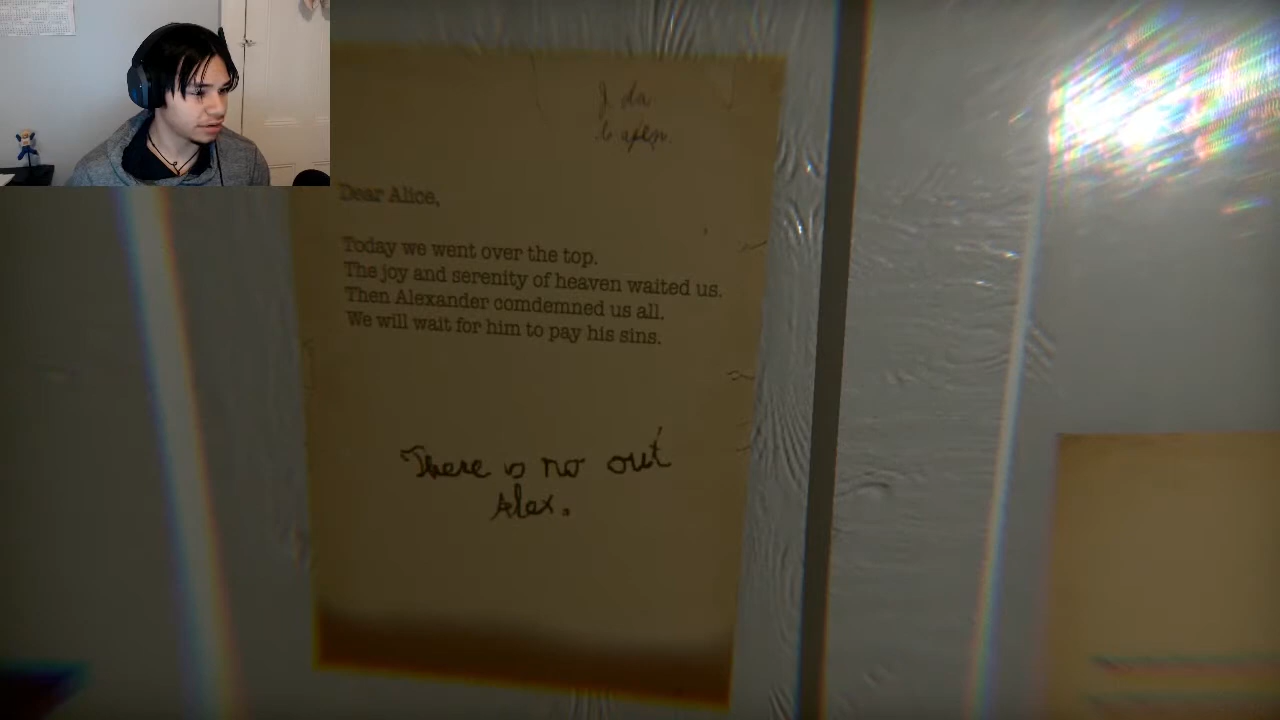 Dear Alice,
Today we went over the top.
The joy and serenity of heaven waited us.
Then Alexander comdemned us all.
We will wait for him to pay his sins.
There is no out
Alex.